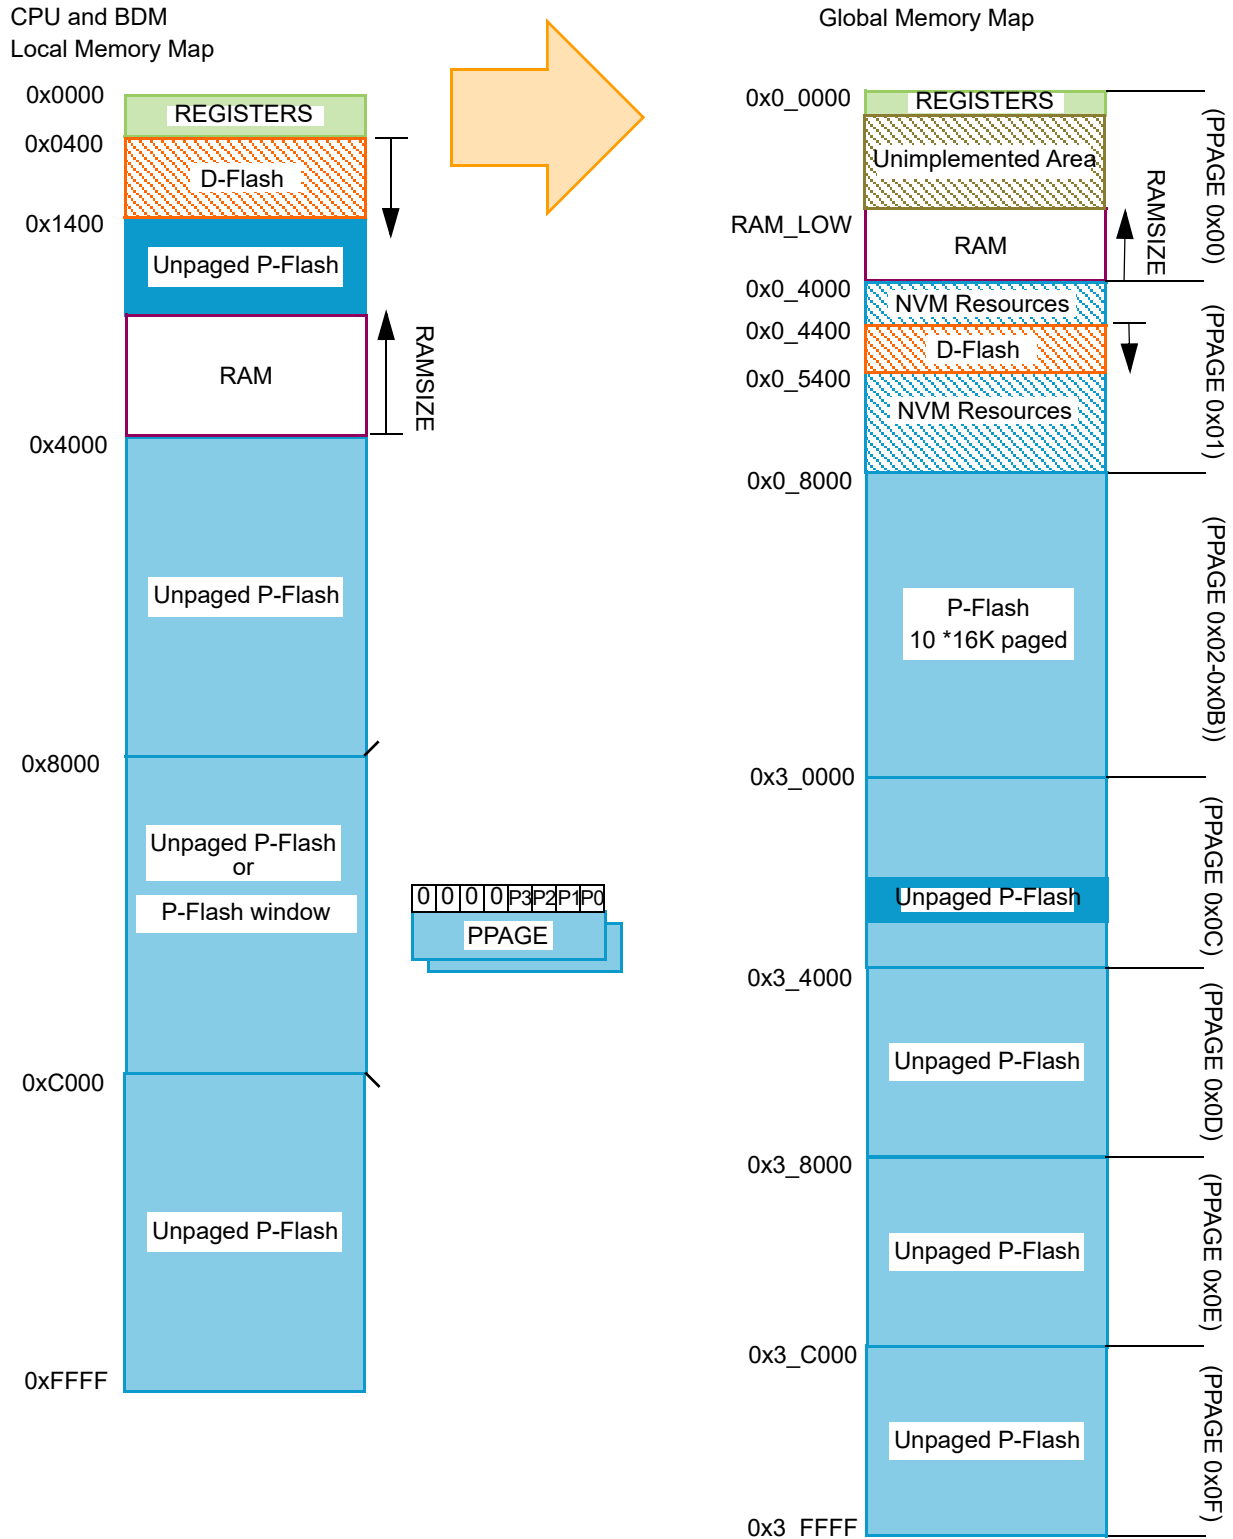 CPU and BDM
Local Memory Map
0x0000
REGISTERS
0x0400
D-Flash
0x1400
Unpaged P-Flash
RAM
RAMSIZE
0x4000
Unpaged P-Flash
0x8000
Unpaged P-Flash
or
P-Flash window
0xC000
Unpaged P-Flash
0xFFFF
0 0 0 0 P3 P2 P1 P0
PPAGE
Global Memory Map
0x0_0000
REGISTERS
Unimplemented Area
(PPAGE 0x00)
RAM_LOW
RAM
RAMSIZE
0x0_4000
NVM Resources
0x0_4400
D-Flash
(PPAGE 0x01)
0x0_5400
NVM Resources
0x0_8000
P-Flash
10 *16K paged
(PPAGE 0x02-0x0B))
0x3_0000
Unpaged P-Flash
(PPAGE 0x0C)
0x3_4000
Unpaged P-Flash
(PPAGE 0x0D)
0x3_8000
Unpaged P-Flash
(PPAGE 0x0E)
0x3_C000
Unpaged P-Flash
(PPAGE 0x0F)
0x3_FFFF